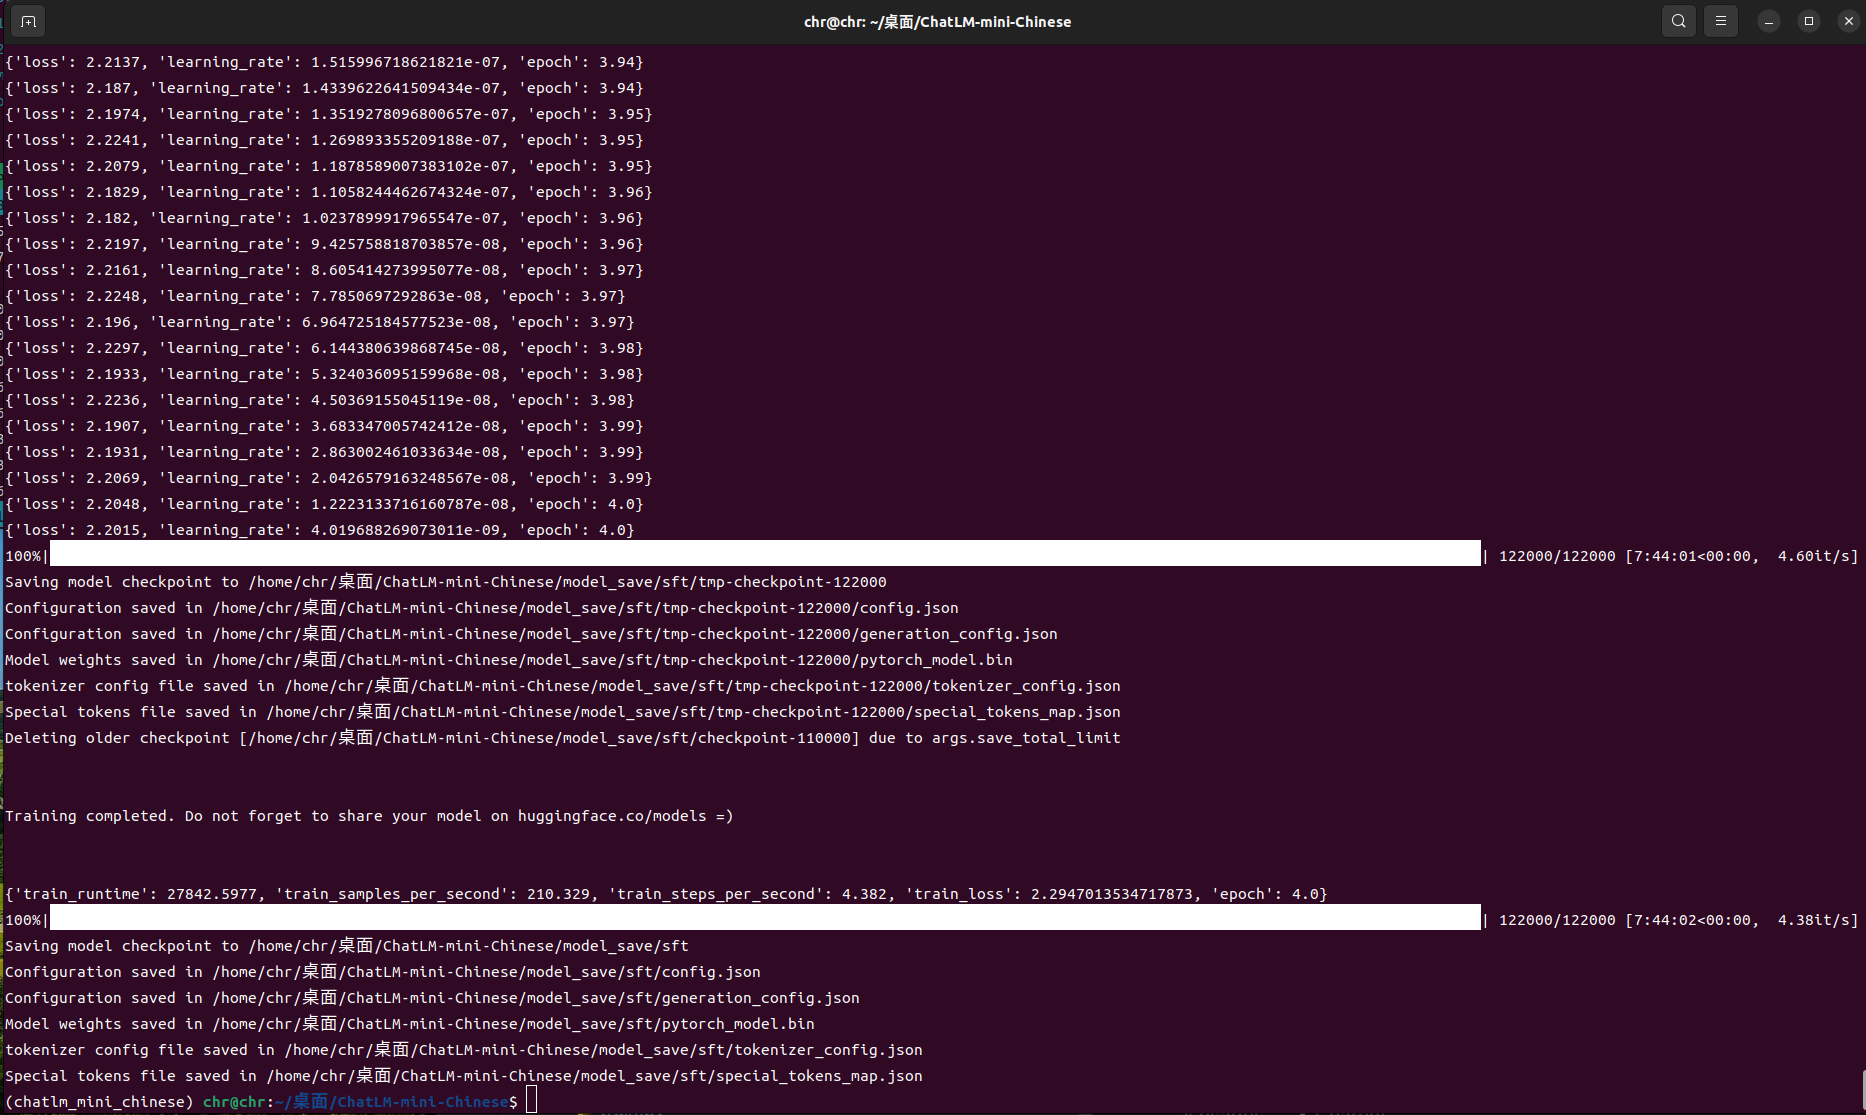 chr@chr: ~/桌面/ChatLM-mini-Chinese
{'loss': 2.2137, 'learning_rate': 1.515996718621821e-07, 'epoch': 3.94}
{'loss': 2.187, 'learning_rate': 1.4339622641509434e-07, 'epoch': 3.94}
{'loss': 2.1974, 'learning_rate': 1.3519278096800657e-07, 'epoch': 3.95}
{'loss': 2.2241, 'learning_rate': 1.269893355209188e-07, 'epoch': 3.95}
{'loss': 2.2079, 'learning_rate': 1.1878589007383102e-07, 'epoch': 3.95}
{'loss': 2.1829, 'learning_rate': 1.1058244462674324e-07, 'epoch': 3.96}
{'loss': 2.182, 'learning_rate': 1.0237899917965547e-07, 'epoch': 3.96}
{'loss': 2.2197, 'learning_rate': 9.425758818703857e-08, 'epoch': 3.96}
{'loss': 2.2161, 'learning_rate': 8.605414273995077e-08, 'epoch': 3.97}
{'loss': 2.2248, 'learning_rate': 7.7850697292863e-08, 'epoch': 3.97}
{'loss': 2.196, 'learning_rate': 6.964725184577523e-08, 'epoch': 3.97}
{'loss': 2.2297, 'learning_rate': 6.144380639868745e-08, 'epoch': 3.98}
{'loss': 2.1933, 'learning_rate': 5.324036095159968e-08, 'epoch': 3.98}
{'loss': 2.2236, 'learning_rate': 4.50369155045119e-08, 'epoch': 3.98}
{'loss': 2.1907, 'learning_rate': 3.683347005742412e-08, 'epoch': 3.99}
{'loss': 2.1931, 'learning_rate': 2.863002461033634e-08, 'epoch': 3.99}
{'loss': 2.2069, 'learning_rate': 2.0426579163248567e-08, 'epoch': 3.99}
{'loss': 2.2048, 'learning_rate': 1.2223133716160787e-08, 'epoch': 4.0}
{'loss': 2.2015, 'learning_rate': 4.019688269073011e-09, 'epoch': 4.0}
100%| | 122000/122000 [7:44:01<00:00, 4.60it/s]
Saving model checkpoint to /home/chr/桌面/ChatLM-mini-Chinese/model_save/sft/tmp-checkpoint-122000
Configuration saved in /home/chr/桌面/ChatLM-mini-Chinese/model_save/sft/tmp-checkpoint-122000/config.json
Configuration saved in /home/chr/桌面/ChatLM-mini-Chinese/model_save/sft/tmp-checkpoint-122000/generation_config.json
Model weights saved in /home/chr/桌面/ChatLM-mini-Chinese/model_save/sft/tmp-checkpoint-122000/pytorch_model.bin
tokenizer config file saved in /home/chr/桌面/ChatLM-mini-Chinese/model_save/sft/tmp-checkpoint-122000/tokenizer_config.json
Special tokens file saved in /home/chr/桌面/ChatLM-mini-Chinese/model_save/sft/tmp-checkpoint-122000/special_tokens_map.json
Deleting older checkpoint [/home/chr/桌面/ChatLM-mini-Chinese/model_save/sft/checkpoint-110000] due to args.save_total_limit
Training completed. Do not forget to share your model on huggingface.co/models =)
{'train_runtime': 27842.5977, 'train_samples_per_second': 210.329, 'train_steps_per_second': 4.382, 'train_loss': 2.2947013534717873, 'epoch': 4.0}
100%| | 122000/122000 [7:44:02<00:00, 4.38it/s]
Saving model checkpoint to /home/chr/桌面/ChatLM-mini-Chinese/model_save/sft
Configuration saved in /home/chr/桌面/ChatLM-mini-Chinese/model_save/sft/config.json
Configuration saved in /home/chr/桌面/ChatLM-mini-Chinese/model_save/sft/generation_config.json
Model weights saved in /home/chr/桌面/ChatLM-mini-Chinese/model_save/sft/pytorch_model.bin
tokenizer config file saved in /home/chr/桌面/ChatLM-mini-Chinese/model_save/sft/tokenizer_config.json
Special tokens file saved in /home/chr/桌面/ChatLM-mini-Chinese/model_save/sft/special_tokens_map.json
(chatlm_mini_chinese) chr@chr:~/桌面/ChatLM-mini-Chinese$